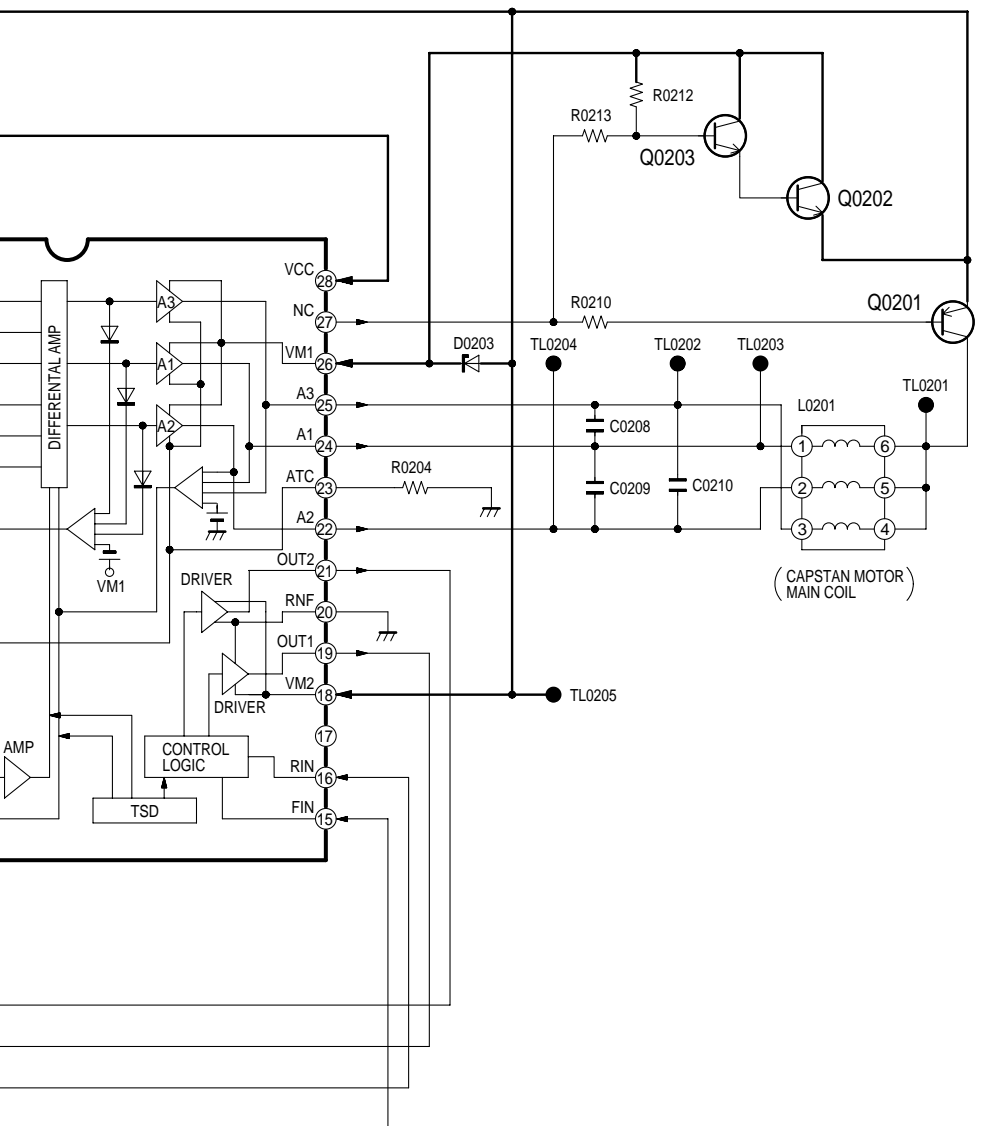 R0212
R0213
Q0203
Q0202
VCC
28
A3
NC
27
R0210
Q0201
DIFFERENTAL AMP
A1
VM1
26
D0203
TL0204
TL0202
TL0203
A3
25
TL0201
L0201
A2
A1
24
C0208
1
6
ATC
23
R0204
C0209
C0210
2
5
A2
22
3
4
VM1
OUT2
21
(CAPSTAN MOTOR
MAIN COIL)
DRIVER
RNF
20
OUT1
19
VM2
18
TL0205
DRIVER
17
AMP
CONTROL
LOGIC
RIN
16
TSD
FIN
15